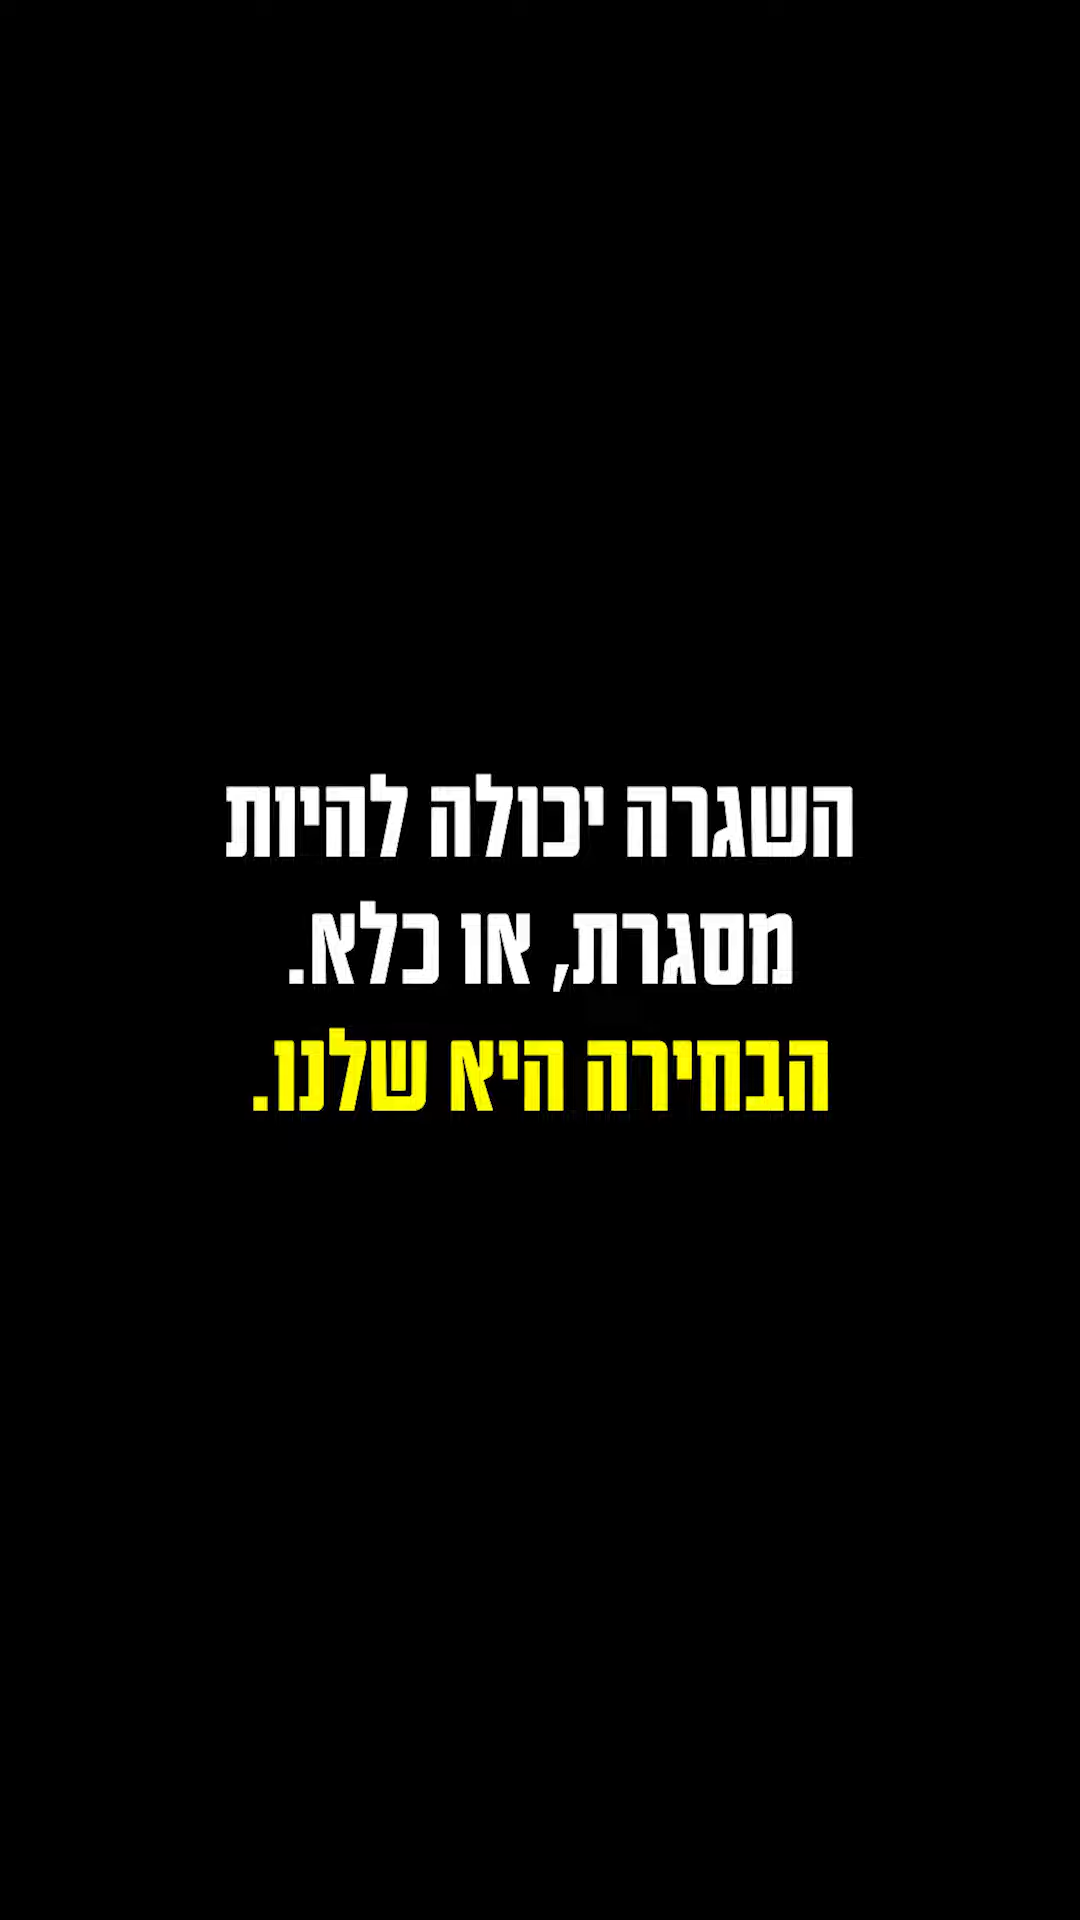 השגרה יכולה להיות
מסגרת, או כלא.
הבחירה היא שלנו.